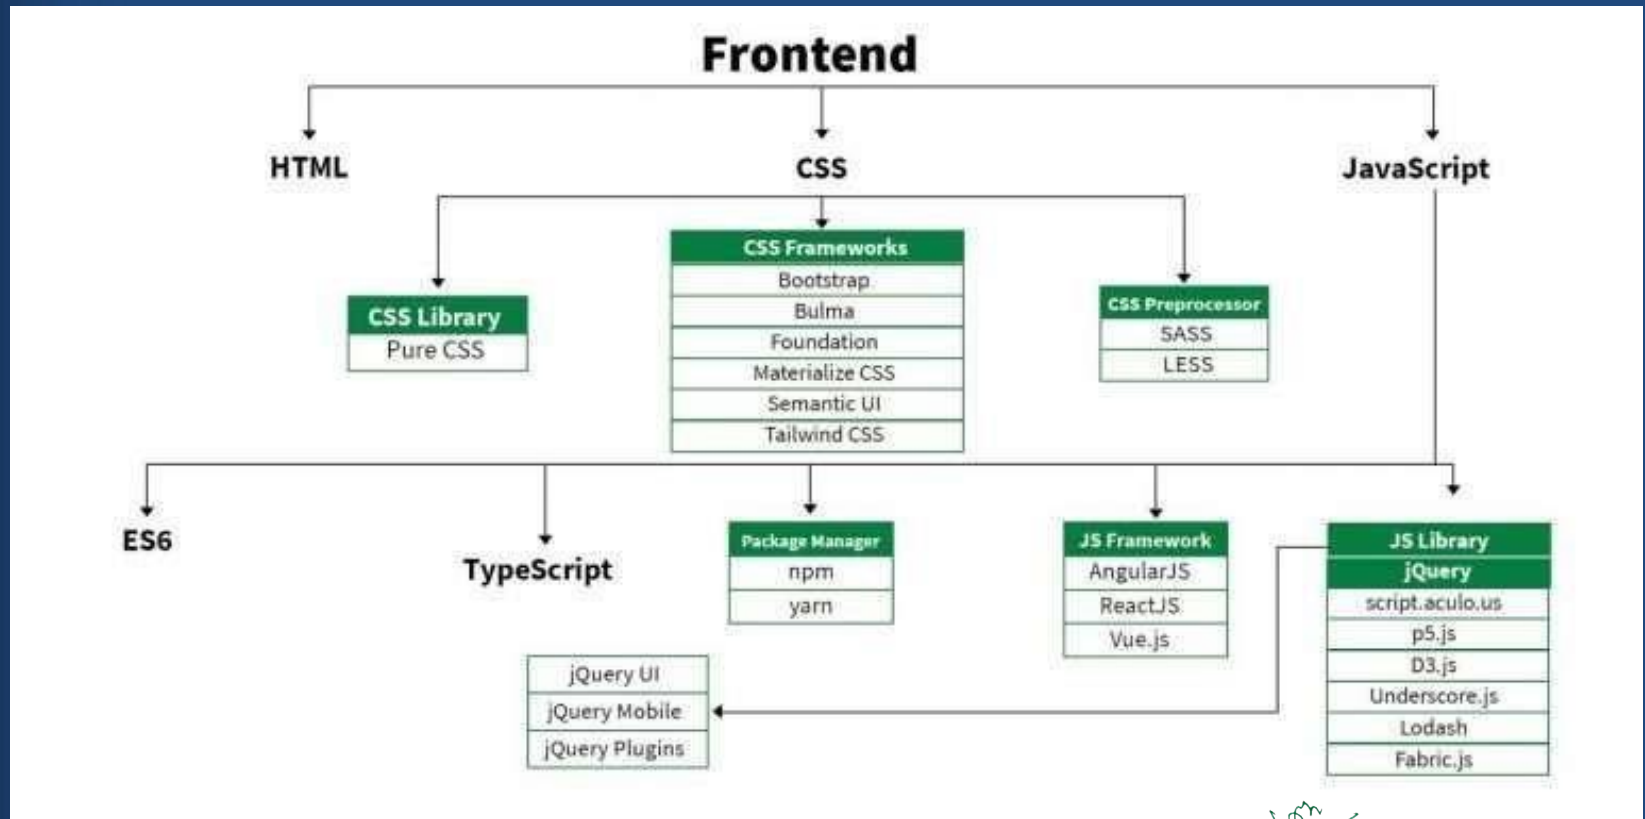 Frontend
HTML
CSS
JavaScript
CSS Library
Pure CSS
CSS Frameworks
Bootstrap
Bulma
Foundation
Materialize CSS
Semantic UI
Tailwind CSS
CSS Preprocessor
SASS
LESS
ES6
TypeScript
Package Manager
npm
yarn
JS Framework
AngularJS
ReactJS
Vue.js
JS Library
jQuery
script.aculo.us
p5.js
D3.js
Underscore.js
Lodash
Fabric.js
jQuery UI
jQuery Mobile
jQuery Plugins